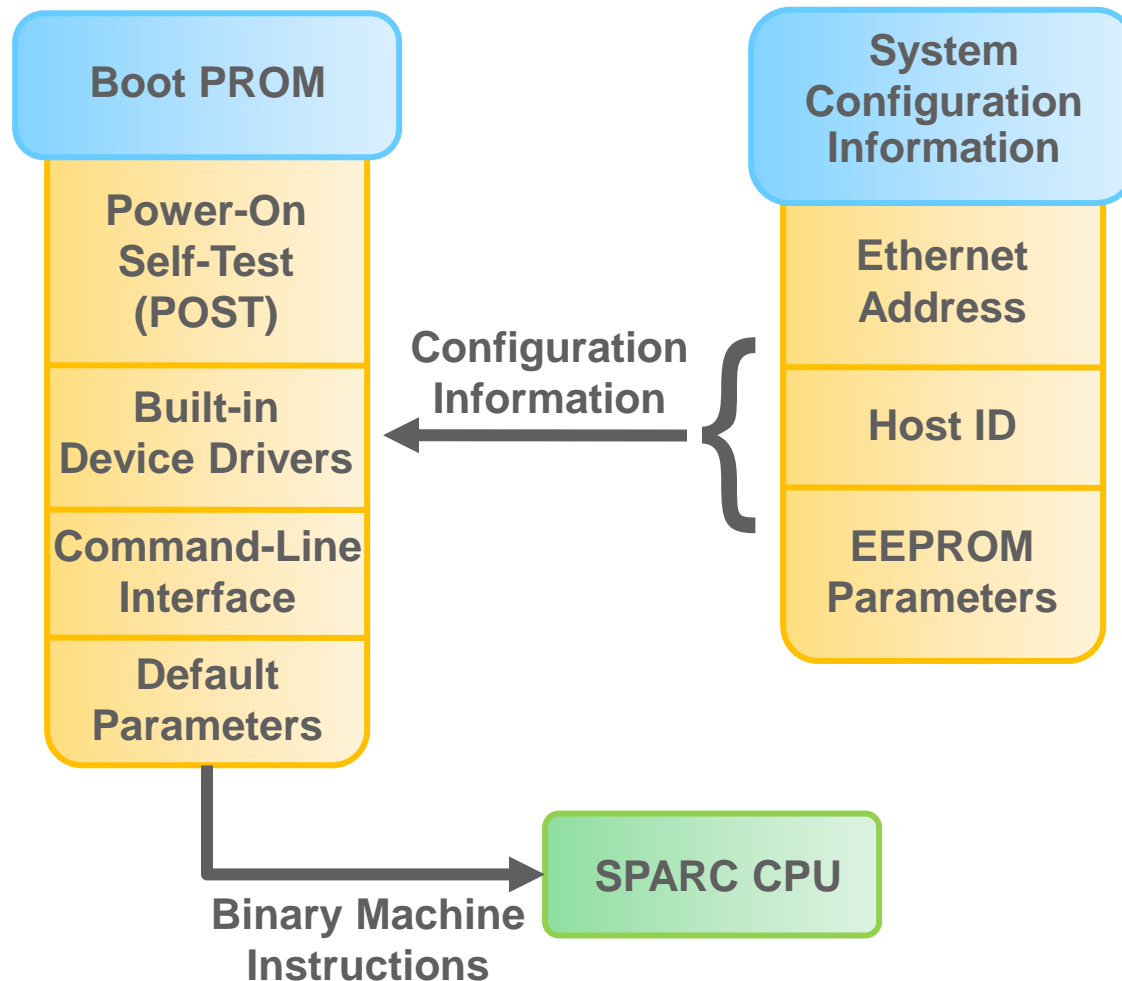 Boot PROM
Power-On
Self-Test
(POST)
Built-in
Device Drivers
Command-Line
Interface
Default
Parameters
Configuration
Information
System
Configuration
Information
Ethernet
Address
Host ID
EEPROM
Parameters
SPARC CPU
Binary Machine
Instructions